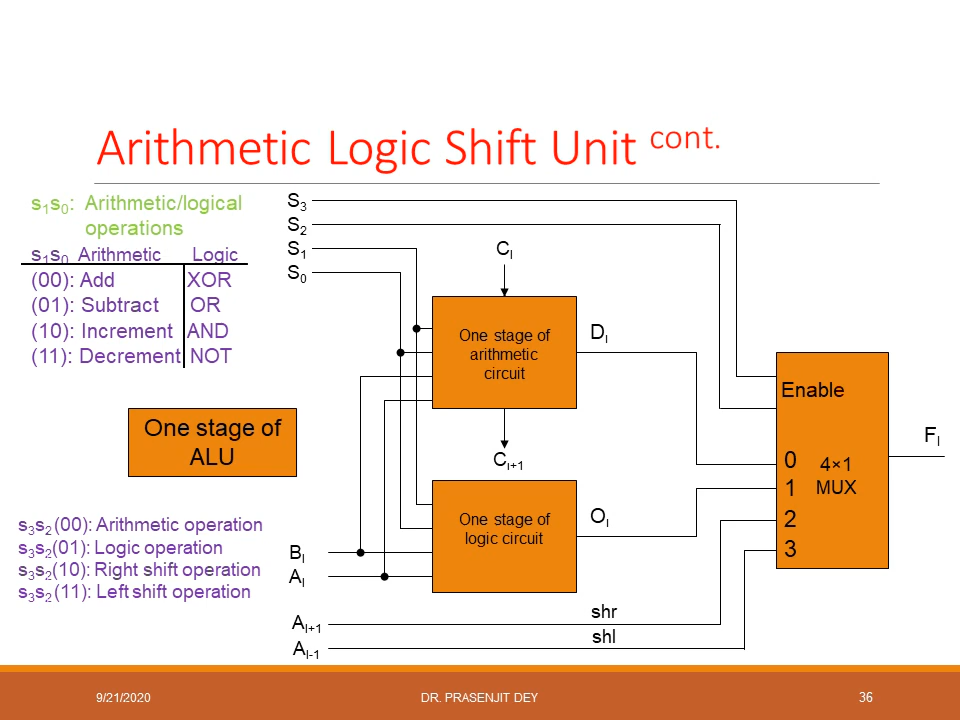 Arithmetic Logic Shift Unit cont.
s1s0: Arithmetic/logical
operations
s1s0 Arithmetic Logic
(00): Add XOR
(01): Subtract OR
(10): Increment AND
(11): Decrement NOT
One stage of
ALU
s3s2 (00): Arithmetic operation
s3s2(01): Logic operation
s3s2(10): Right shift operation
s3s2 (11): Left shift operation
S3
S2
S1
S0
CI
One stage of
arithmetic
circuit
DI
CI+1
One stage of
logic circuit
OI
BI
AI
AI+1
AI-1
shr
shl
Enable
0
1
2
3
4×1
MUX
FI
9/21/2020 DR. PRASENJIT DEY 36